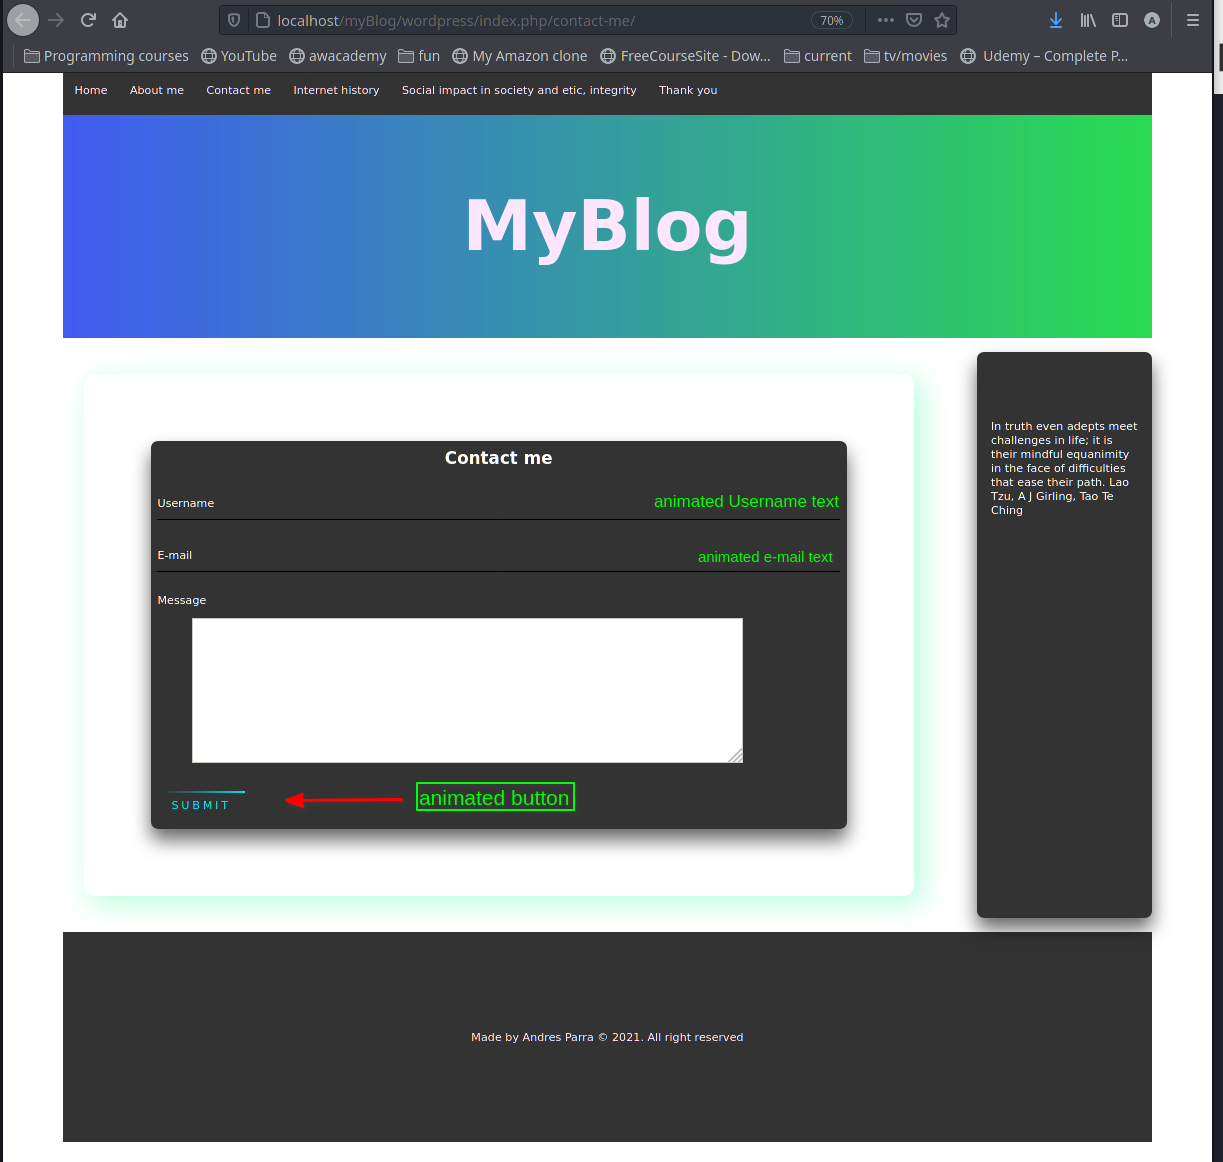 localhost/myBlog/wordpress/index.php/contact-me/ 70%
Programming courses YouTube awacademy fun My Amazon clone FreeCourseSite - Dow... current tv/movies Udemy – Complete P...
Home About me Contact me Internet history Social impact in society and etic, integrity Thank you
MyBlog
Contact me
Username animated Username text
E-mail animated e-mail text
Message
SUBMIT animated button
In truth even adepts meet
challenges in life; it is
their mindful equanimity
in the face of difficulties
that ease their path. Lao
Tzu, A J Girling, Tao Te
Ching
Made by Andres Parra © 2021. All right reserved